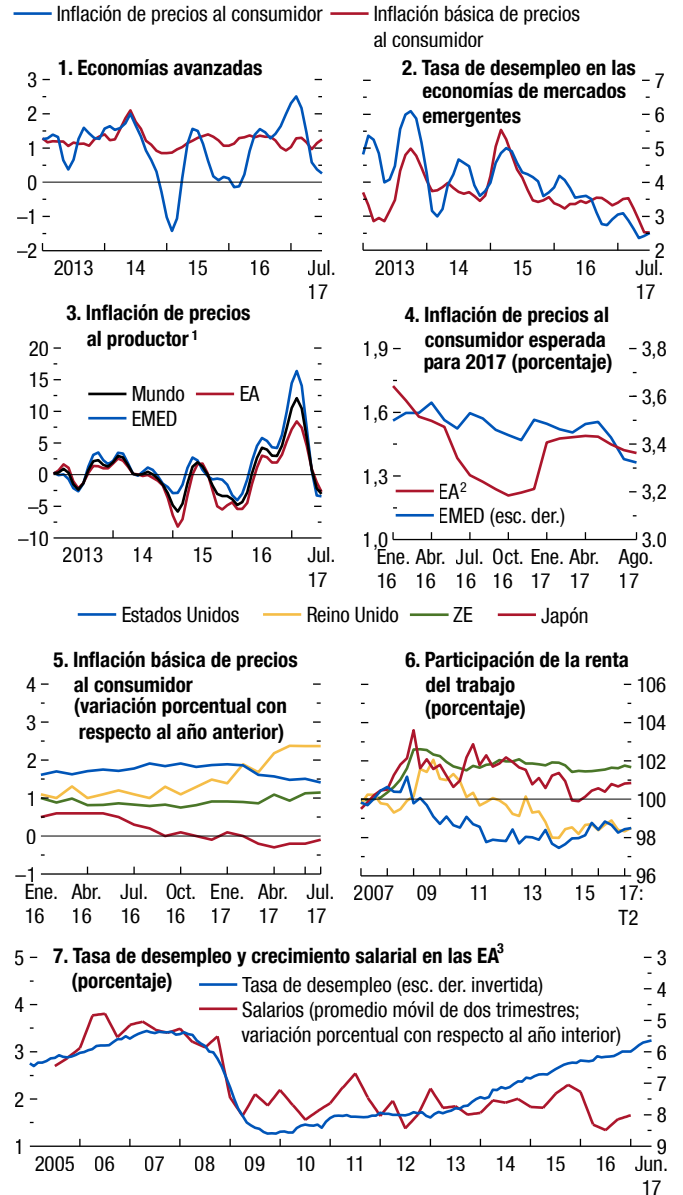 Inflación de precios al consumidor
Inflación básica de precios
al consumidor
1. Economías avanzadas
3
2
1
0
–1
–2
2013 14 15 16 Jul.
17
2. Tasa de desempleo en las
economías de mercados
emergentes
7
6
5
4
3
2
2013 14 15 16 Jul.
17
3. Inflación de precios
al productor 1
20
15
10
5
0
–5
–10
Mundo EA
EMED
2013 14 15 16 Jul.
17
4. Inflación de precios al
consumidor esperada
para 2017 (porcentaje)
1,9 3,8
1,6 3,6
3,4
1,3 3,2
1,0 3.0
EA2
EMED (esc. der.)
Ene. Abr. Jul. Oct. Ene. Abr. Ago.
16 16 16 16 17 17 17
Estados Unidos Reino Unido ZE Japón
5. Inflación básica de precios
al consumidor
(variación porcentual con
respecto al año anterior)
4
3
2
1
0
–1
Ene. Abr. Jul. Oct. Ene. Abr. Jul.
16 16 16 16 17 17 17
6. Participación de la renta
del trabajo
(porcentaje)
106
104
102
100
98
96
2007 09 11 13 15 17:
T2
7. Tasa de desempleo y crecimiento salarial en las EA3
(porcentaje)
Tasa de desempleo (esc. der. invertida)
Salarios (promedio móvil de dos trimestres;
variación porcentual con respecto al año interior)
5 3
4
4 5
3 6
2 7
8
1 9
2005 06 07 08 09 10 11 12 13 14 15 16 Jun.
17